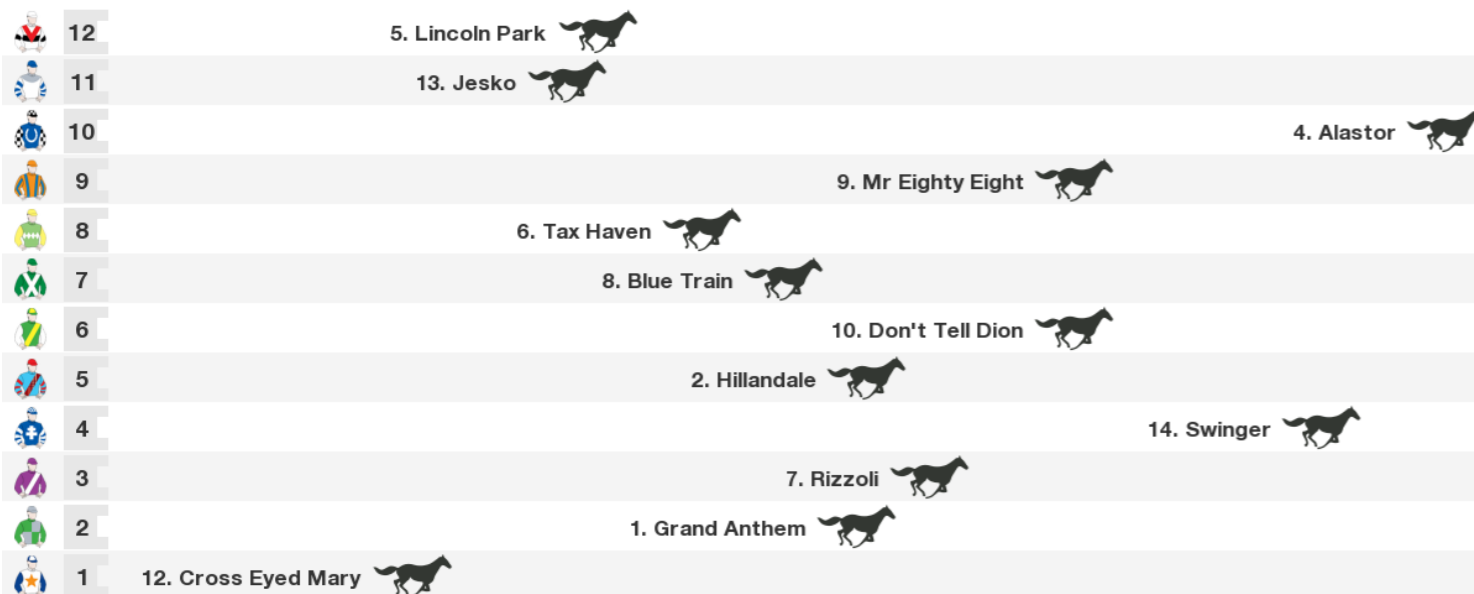 12 5. Lincoln Park
11 13. Jesko
10 4. Alastor
9 9. Mr Eighty Eight
8 6. Tax Haven
7 8. Blue Train
6 10. Don't Tell Dion
5 2. Hillandale
4 14. Swinger
3 7. Rizzoli
2 1. Grand Anthem
1 12. Cross Eyed Mary